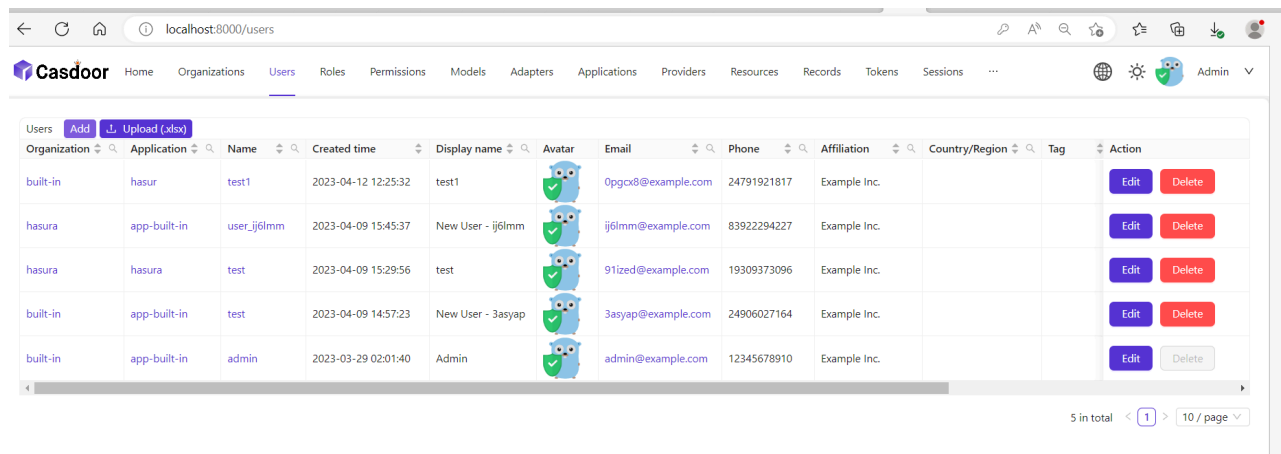 localhost:8000/users
Casdoor Home Organizations Users Roles Permissions Models Adapters Applications Providers Resources Records Tokens Sessions ··· Admin
Users Add Upload (.xlsx)
Organization Application Name Created time Display name Avatar Email Phone Affiliation Country/Region Tag Action
built-in hasur test1 2023-04-12 12:25:32 test1 0pgcx8@example.com 24791921817 Example Inc. Edit Delete
hasura app-built-in user_ij6lmm 2023-04-09 15:45:37 New User - ij6lmm ij6lmm@example.com 83922294227 Example Inc. Edit Delete
hasura hasura test 2023-04-09 15:29:56 test 91ized@example.com 19309373096 Example Inc. Edit Delete
built-in app-built-in test 2023-04-09 14:57:23 New User - 3asyap 3asyap@example.com 24906027164 Example Inc. Edit Delete
built-in app-built-in admin 2023-03-29 02:01:40 Admin admin@example.com 12345678910 Example Inc. Edit Delete
5 in total < 1 > 10 / page